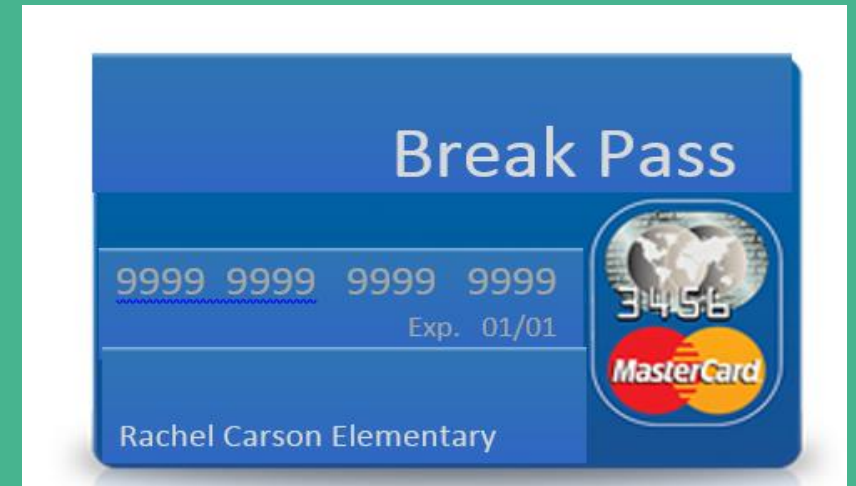 Break Pass
9999 9999 9999 9999
3456
Exp. 01/01
MasterCard
Rachel Carson Elementary